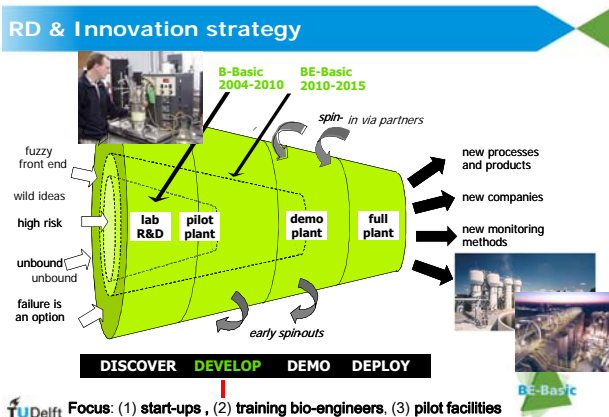 RD & Innovation strategy
B-Basic
2004-2010
BE-Basic
2010-2015
spin- in via partners
fuzzy
front end
wild ideas
high risk
unbound
unbound
failure is
an option
lab
R&D
pilot
plant
demo
plant
full
plant
new processes
and products
new companies
new monitoring
methods
early spinouts
DISCOVER DEVELOP DEMO DEPLOY
BE-Basic
TUDelft
Focus: (1) start-ups , (2) training bio-engineers, (3) pilot facilities